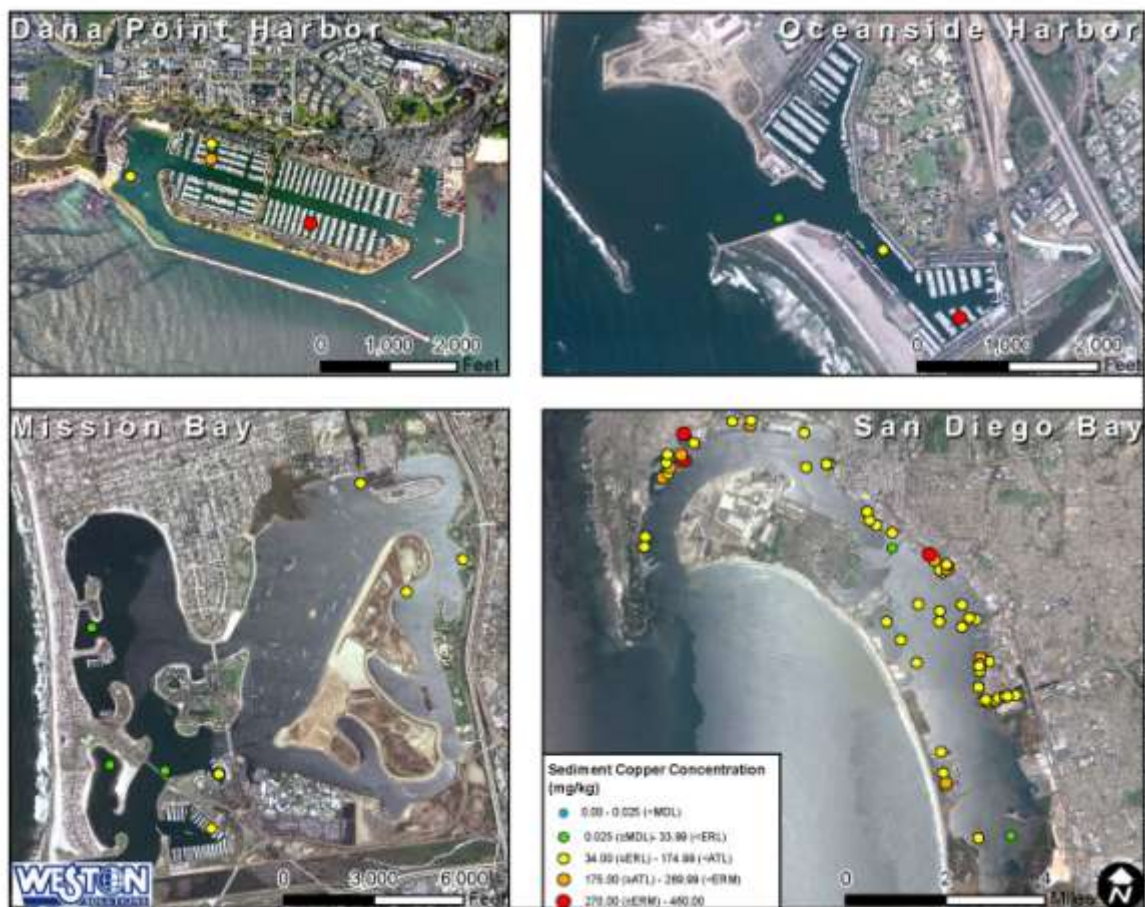 Dana Point Harbor
0 1,000 2,000
Feet
Oceanside Harbor
0 1,000 2,000
Feet
Mission Bay
WESTON
SOLUTIONS
0 3,000 6,000
Feet
San Diego Bay
Sediment Copper Concentration
(mg/kg)
0.00 - 0.025 (<MDL)
0.025 (≥MDL)- 33.99 (<ERL)
34.00 (≥ERL) - 174.99 (<ATL)
175.00 (≥ATL) - 269.99 (<ERM)
270.00 (≥ERM) - 460.00
0 2 4
Miles
N